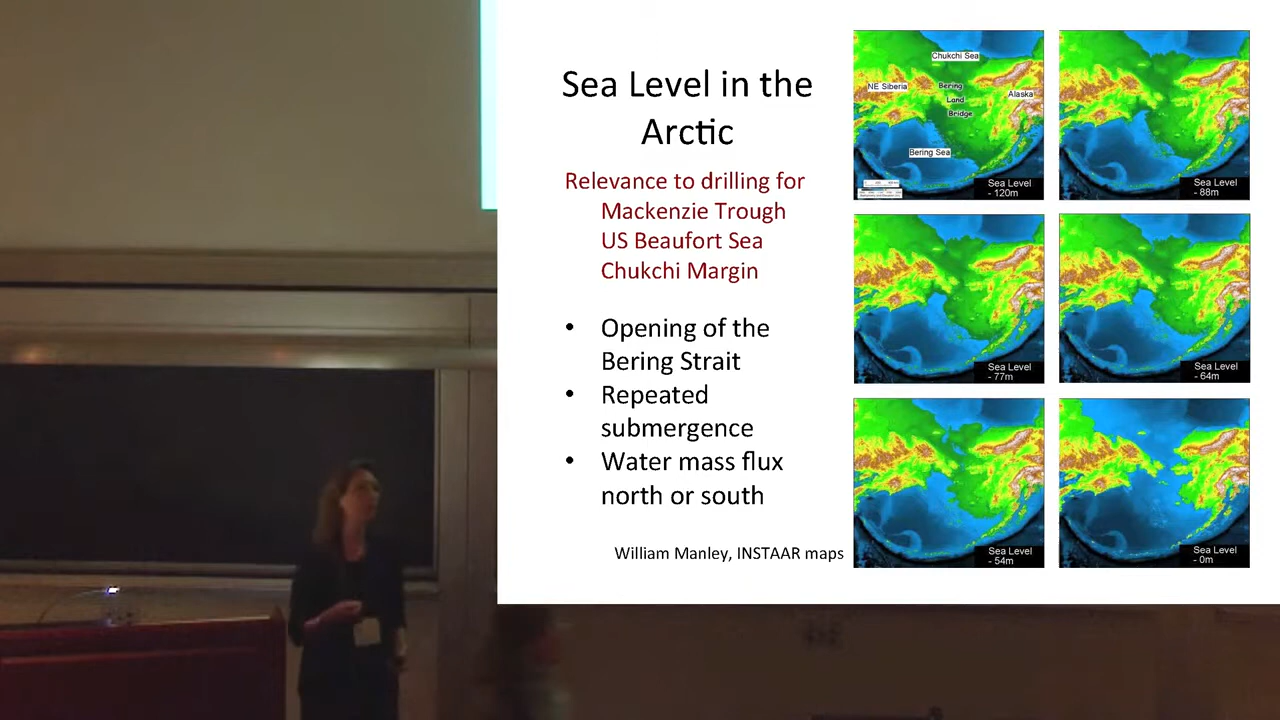 Sea Level in the
Arctic
Relevance to drilling for
Mackenzie Trough
US Beaufort Sea
Chukchi Margin
• Opening of the
Bering Strait
• Repeated
submergence
• Water mass flux
north or south
William Manley, INSTAAR maps
Chukchi Sea
NE Siberia
Bering
Land
Bridge
Alaska
Bering Sea
Sea Level
- 120m
Sea Level
- 88m
Sea Level
- 77m
Sea Level
- 64m
Sea Level
- 54m
Sea Level
- 0m